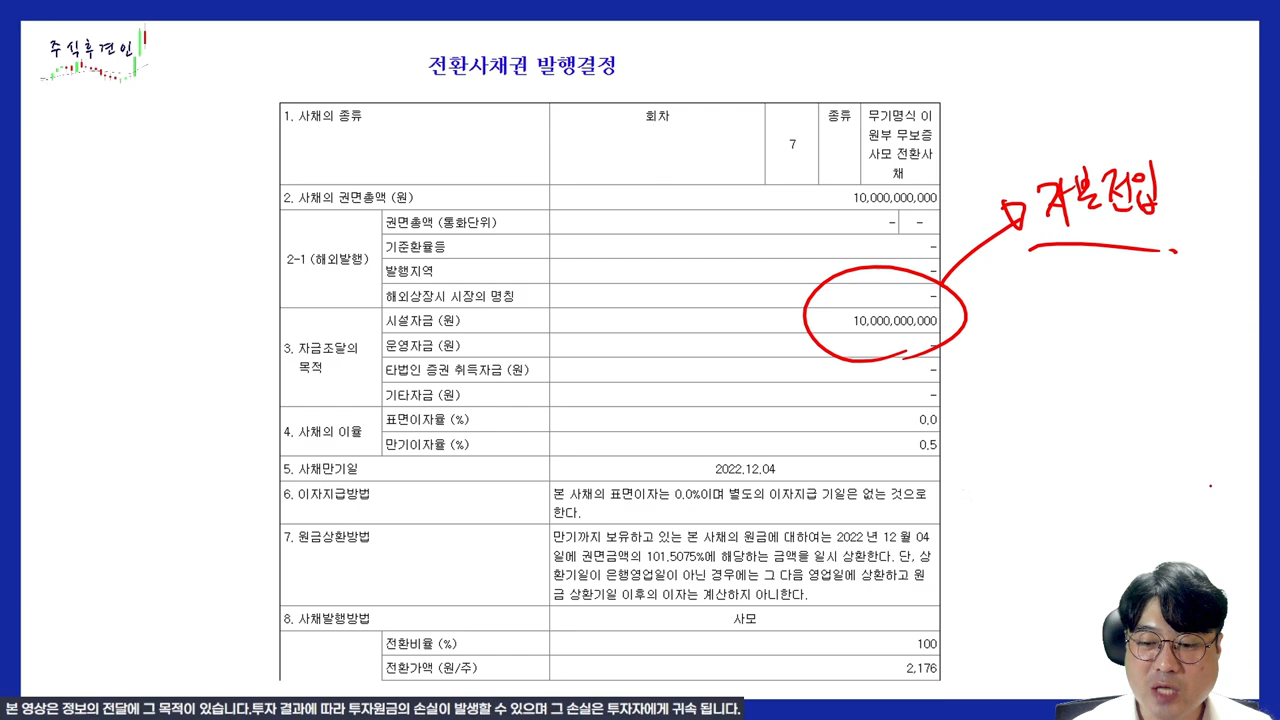 주식후견인
전환사채권 발행결정
1. 사채의 종류
회차
7
종류
무기명식 이
원부 무보증
사모 전환사
채
2. 사채의 권면총액 (원)
10,000,000,000
2-1 (해외발행)
권면총액 (통화단위)
- -
기준환율등
-
발행지역
-
해외상장시 시장의 명칭
-
3. 자금조달의
목적
시설자금 (원)
10,000,000,000
운영자금 (원)
-
타법인 증권 취득자금 (원)
-
기타자금 (원)
-
4. 사채의 이율
표면이자율 (%)
0.0
만기이자율 (%)
0.5
5. 사채만기일
2022.12.04
6. 이자지급방법
본 사채의 표면이자는 0.0%이며 별도의 이자지급 기일은 없는 것으로
한다.
7. 원금상환방법
만기까지 보유하고 있는 본 사채의 원금에 대하여는 2022 년 12 월 04
일에 권면금액의 101.5075%에 해당하는 금액을 일시 상환한다. 단, 상
환기일이 은행영업일이 아닌 경우에는 그 다음 영업일에 상환하고 원
금 상환기일 이후의 이자는 계산하지 아니한다.
8. 사채발행방법
사모
전환비율 (%)
100
전환가액 (원/주)
2,176
자본전입
본 영상은 정보의 전달에 그 목적이 있습니다.투자 결과에 따라 투자원금의 손실이 발생할 수 있으며 그 손실은 투자자에게 귀속 됩니다.